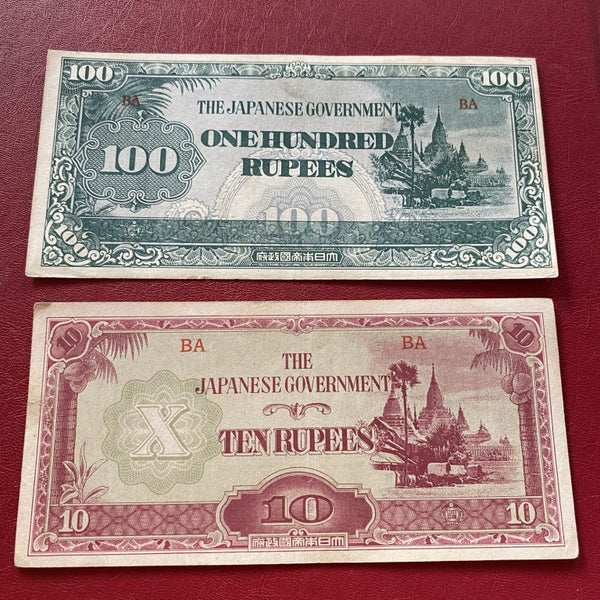 100 100
BA BA
THE JAPANESE GOVERNMENT
ONE HUNDRED
100
RUPEES
100
100 100
府政國帝本日大
10 10
BA BA
THE
JAPANESE GOVERNMENT
X
TEN RUPEES
10 10 10
府政國帝本日大